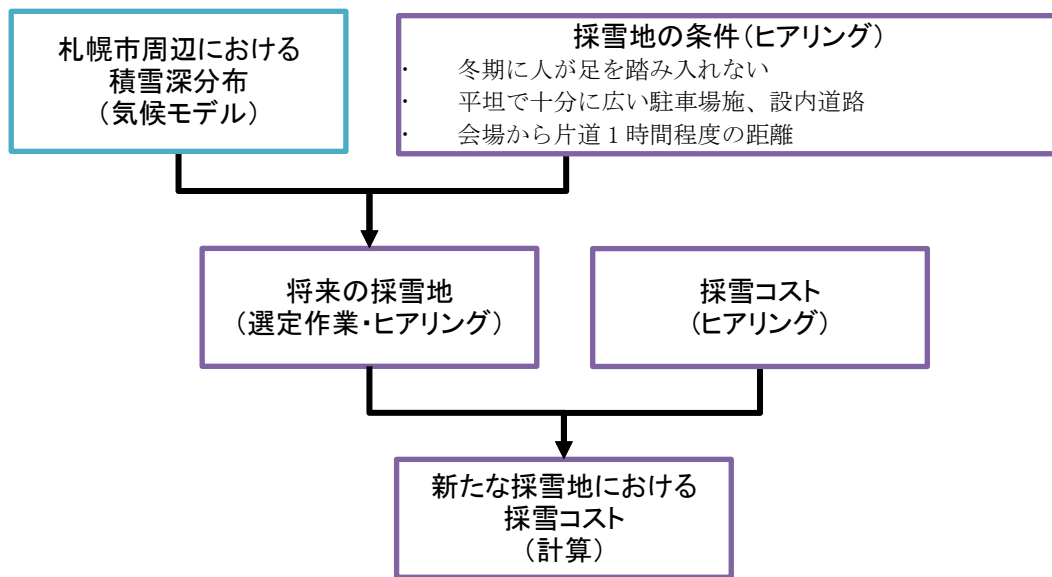 札幌市周辺における
積雪深分布
（気候モデル）
採雪地の条件（ヒアリング）
・ 冬期に人が足を踏み入れない
・ 平坦で十分に広い駐車場施、設内道路
・ 会場から片道１時間程度の距離
将来の採雪地
（選定作業・ヒアリング）
採雪コスト
（ヒアリング）
新たな採雪地における
採雪コスト
（計算）